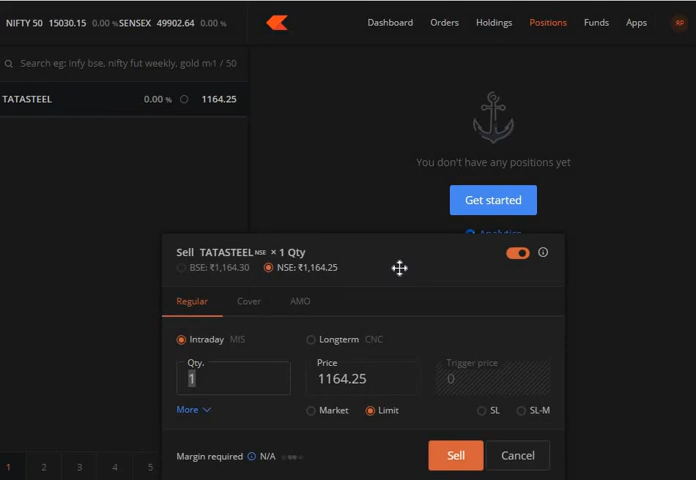 NIFTY 50 15030.15 0.00 % SENSEX 49902.64 0.00 %
Dashboard Orders Holdings Positions Funds Apps RP
Search eg: infy bse, nifty fut weekly, gold m 1 / 50
TATASTEEL 0.00 % 1164.25
You don't have any positions yet
Get started
Analytics
Sell TATASTEEL NSE × 1 Qty
BSE: ₹1,164.30 NSE: ₹1,164.25
Regular Cover AMO
Intraday MIS Longterm CNC
Qty. Price Trigger price
1 1164.25 0
More Market Limit SL SL-M
Margin required N/A Sell Cancel
1 2 3 4 5